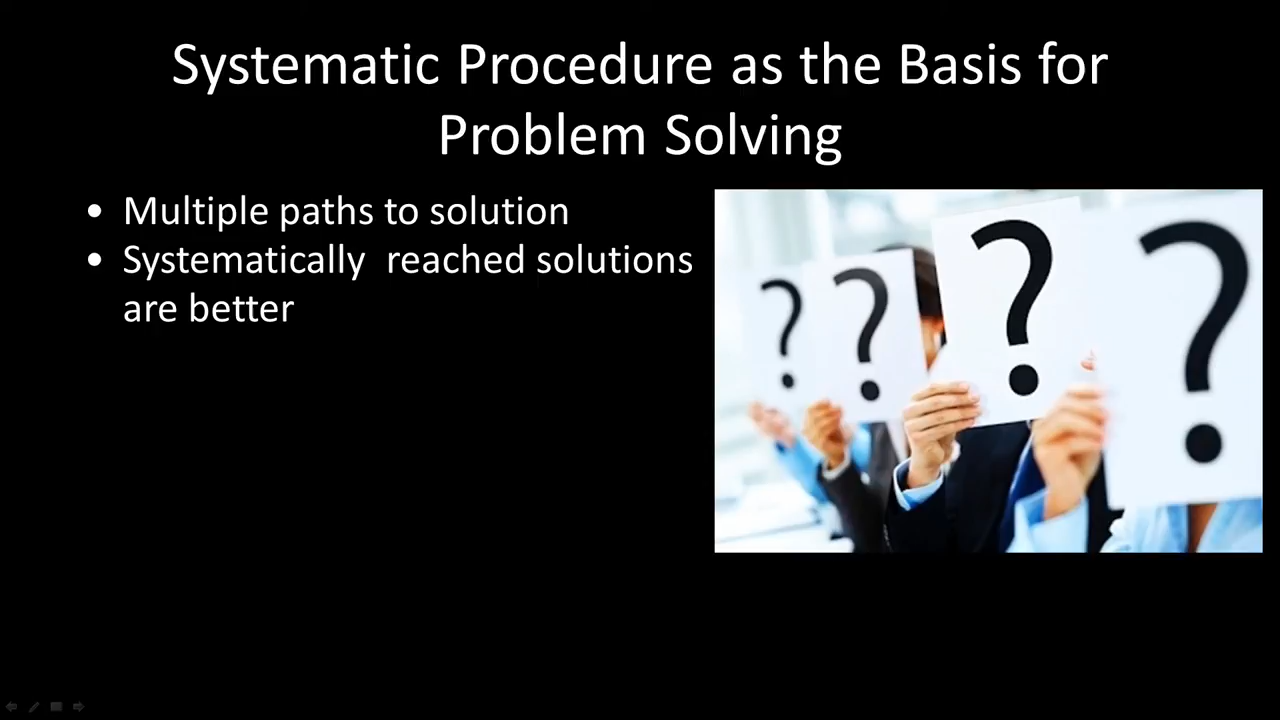 Systematic Procedure as the Basis for
Problem Solving
• Multiple paths to solution
• Systematically  reached solutions
are better
?
?
?
?